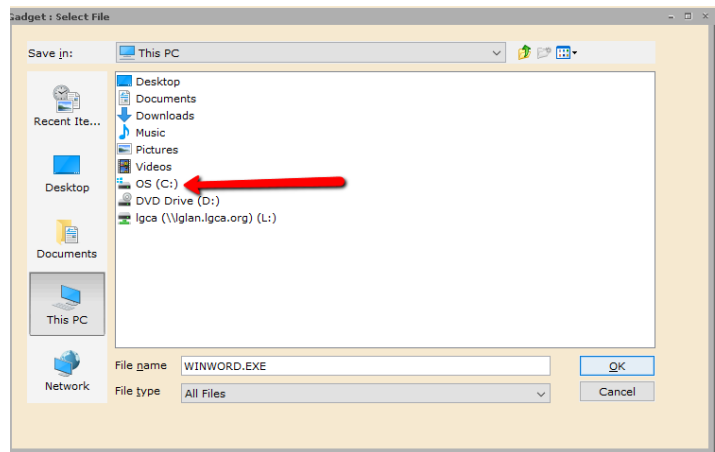 Gadget : Select File
Save in:
This PC
Desktop
Documents
Downloads
Music
Pictures
Videos
OS (C:)
DVD Drive (D:)
lgca (\\lglan.lgca.org) (L:)
Recent Ite...
Desktop
Documents
This PC
Network
File name
WINWORD.EXE
OK
File type
All Files
Cancel